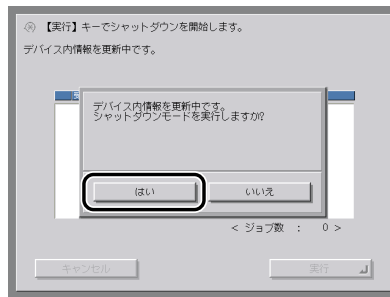 【実行】キーでシャットダウンを開始します。
デバイス内情報を更新中です。
デバイス内情報を更新中です。
シャットダウンモードを実行しますか?
はい
いいえ
< ジョブ数 : 0 >
キャンセル
実行